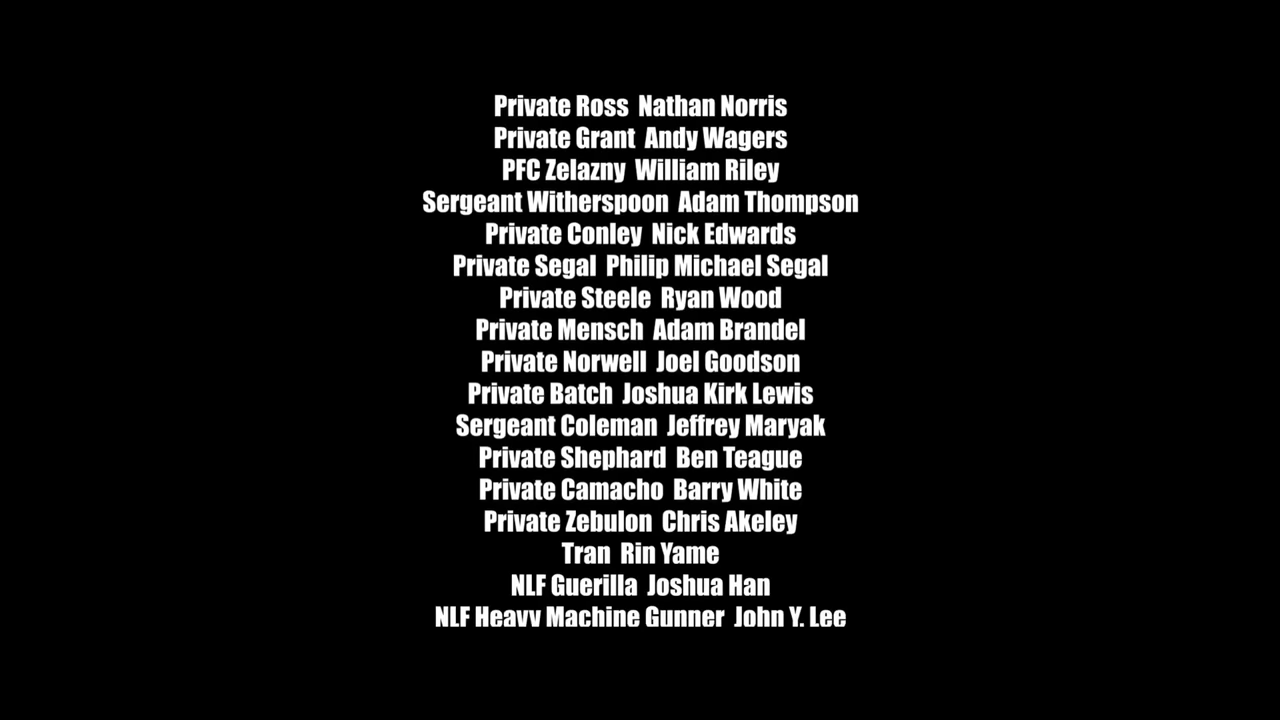 Private Ross Nathan Norris
Private Grant Andy Wagers
PFC Zelazny William Riley
Sergeant Witherspoon Adam Thompson
Private Conley Nick Edwards
Private Segal Philip Michael Segal
Private Steele Ryan Wood
Private Mensch Adam Brandel
Private Norwell Joel Goodson
Private Batch Joshua Kirk Lewis
Sergeant Coleman Jeffrey Maryak
Private Shephard Ben Teague
Private Camacho Barry White
Private Zebulon Chris Akeley
Tran Rin Yame
NLF Guerilla Joshua Han
NLF Heavy Machine Gunner John Y. Lee